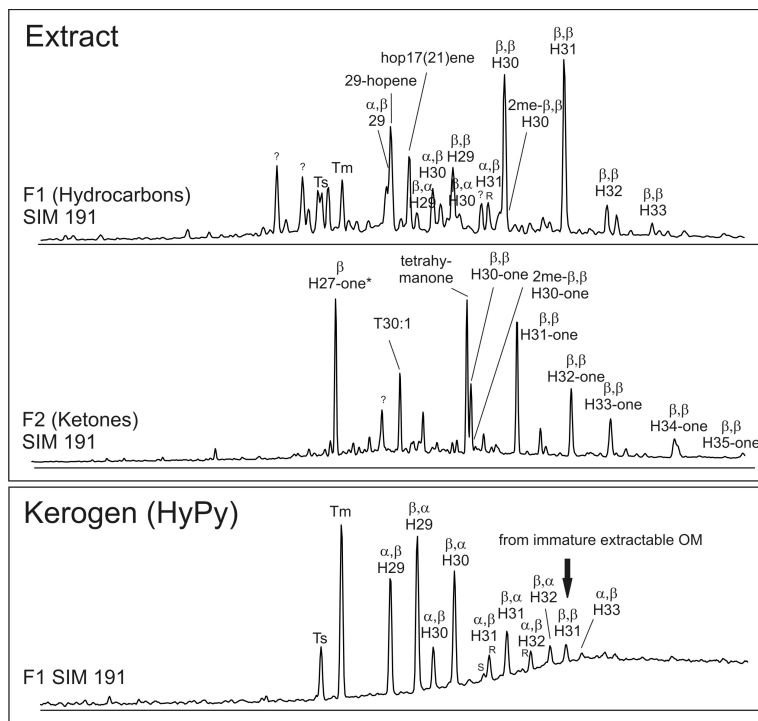 Extract
F1 (Hydrocarbons)
SIM 191
?
?
Ts
Tm
α,β
29
29-hopene
hop17(21)ene
β,α
H29
α,β
H30
β,β
H29
β,α
H30
?
α,β
H31
R
β,β
H30
2me-β,β
H30
β,β
H31
β,β
H32
β,β
H33
F2 (Ketones)
SIM 191
β
H27-one*
?
T30:1
tetrahy-
manone
β,β
H30-one
2me-β,β
H30-one
β,β
H31-one
β,β
H32-one
β,β
H33-one
β,β
H34-one
β,β
H35-one
Kerogen (HyPy)
F1 SIM 191
Ts
Tm
α,β
H29
β,α
H29
α,β
H30
β,α
H30
α,β
H31
S
R
β,α
H31
α,β
H32
R
β,α
H32
from immature extractable OM
β,β
H31
α,β
H33